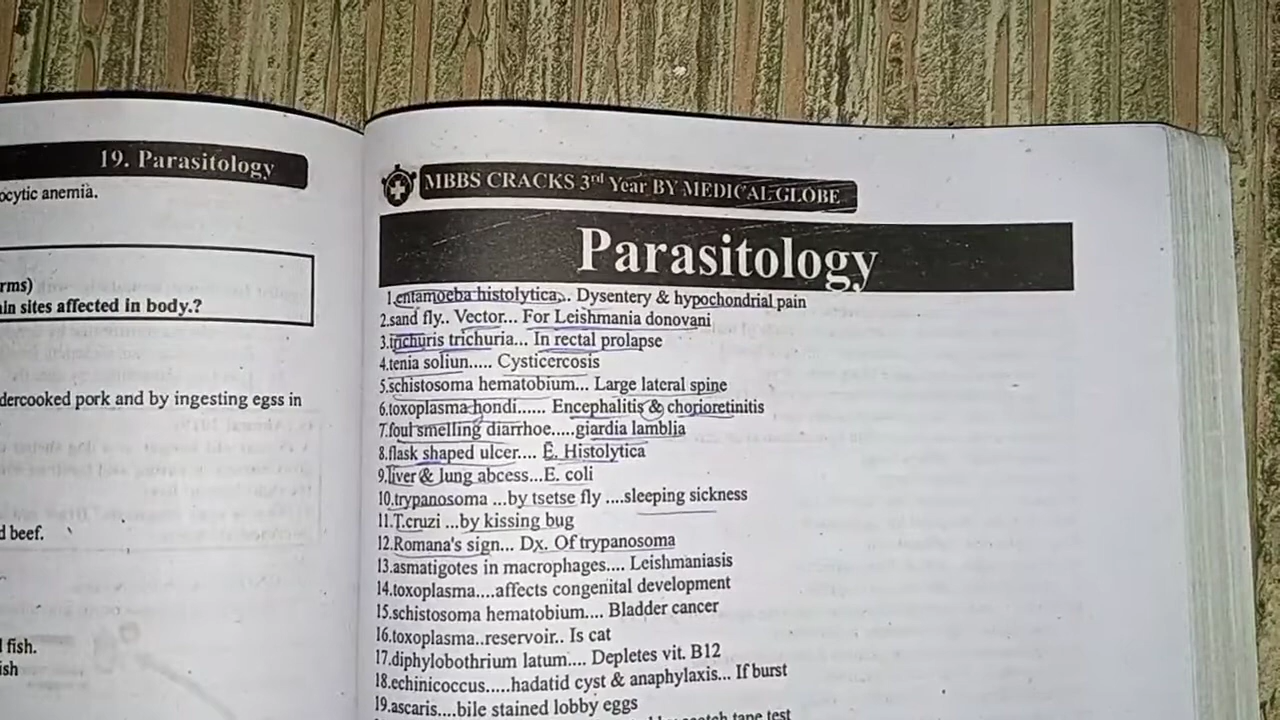 19. Parasitology
ocytic anemia.
rms)
in sites affected in body.?
dercooked pork and by ingesting egss in
d beef.
l fish.
ish
MBBS CRACKS 3rd Year BY MEDICAL GLOBE
Parasitology
1.entamoeba histolytica,. Dysentery & hypochondrial pain
2.sand fly.. Vector... For Leishmania donovani
3.trichuris trichuria... In rectal prolapse
4.tenia soliun..... Cysticercosis
5.schistosoma hematobium... Large lateral spine
6.toxoplasma hondi...... Encephalitis & chorioretinitis
7.foul smelling diarrhoe.....giardia lamblia
8.flask shaped ulcer.... E. Histolytica
9.liver & lung abcess...E. coli
10.trypanosoma ...by tsetse fly ....sleeping sickness
11.T.cruzi ...by kissing bug
12.Romana's sign... Dx. Of trypanosoma
13.asmatigotes in macrophages.... Leishmaniasis
14.toxoplasma....affects congenital development
15.schistosoma hematobium.... Bladder cancer
16.toxoplasma..reservoir.. Is cat
17.diphylobothrium latum.... Depletes vit. B12
18.echinicoccus.....hadatid cyst & anaphylaxis... If burst
19.ascaris....bile stained lobby eggs
scotch tape test